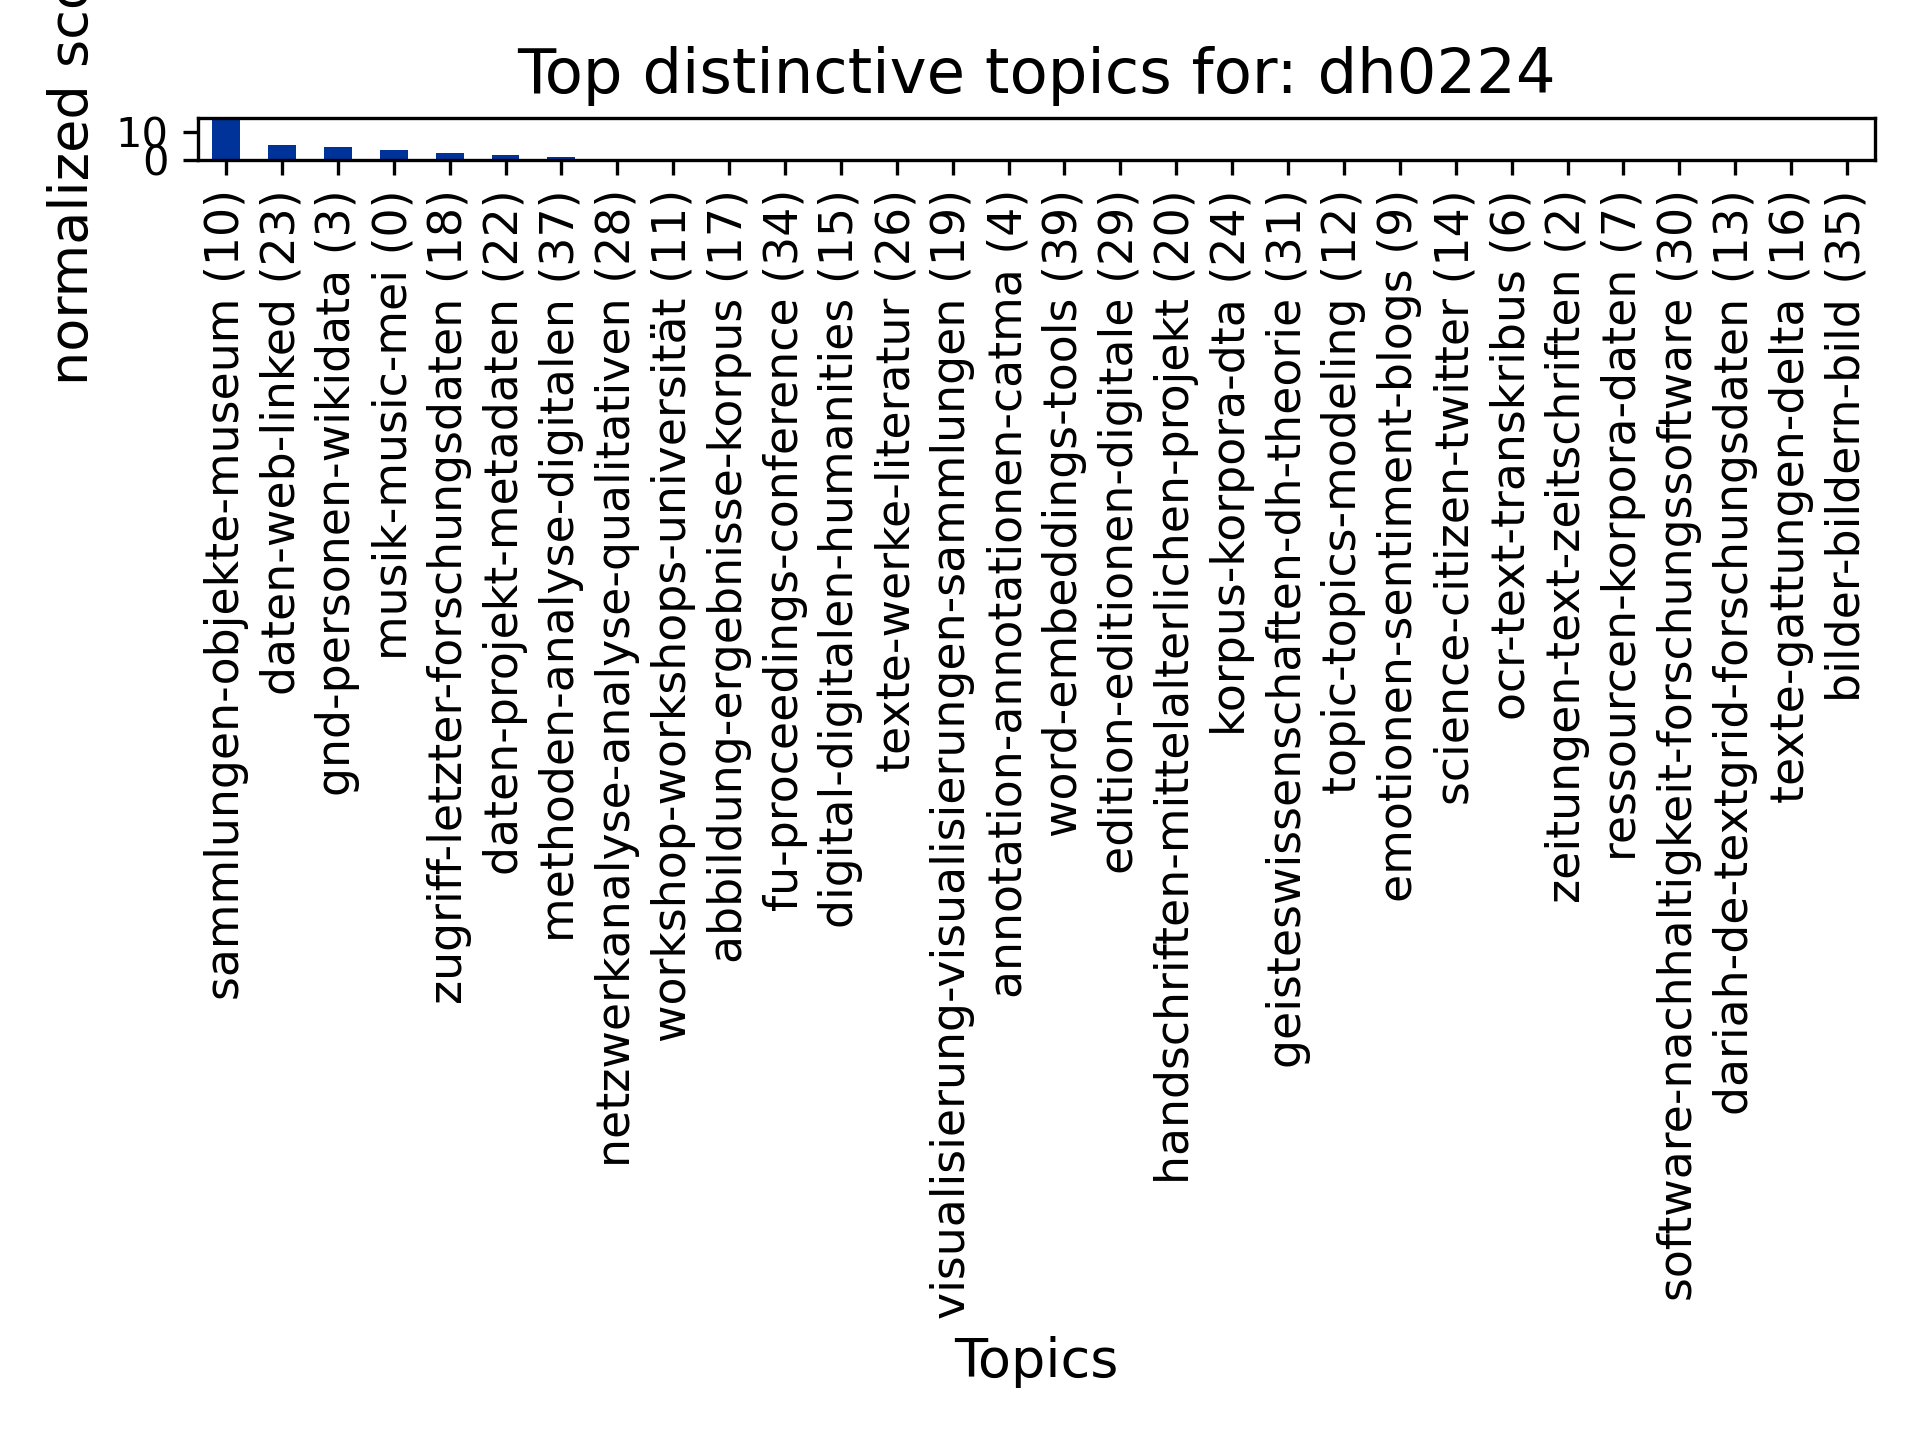 Top distinctive topics for: dh0224
normalized
10
0
sammlungen-objekte-museum (10)
daten-web-linked (23)
gnd-personen-wikidata (3)
musik-music-mei (0)
zugriff-letzter-forschungsdaten (18)
daten-projekt-metadaten (22)
methoden-analyse-digitalen (37)
netzwerkanalyse-analyse-qualitativen (28)
workshop-workshops-universität (11)
abbildung-ergebnisse-korpus (17)
fu-proceedings-conference (34)
digital-digitalen-humanities (15)
texte-werke-literatur (26)
visualisierung-visualisierungen-sammlungen (19)
annotation-annotationen-catma (4)
word-embeddings-tools (39)
edition-editionen-digitale (29)
handschriften-mittelalterlichen-projekt (20)
korpus-korpora-dta (24)
geisteswissenschaften-dh-theorie (31)
topic-topics-modeling (12)
emotionen-sentiment-blogs (9)
science-citizen-twitter (14)
ocr-text-transkribus (6)
zeitungen-text-zeitschriften (2)
ressourcen-korpora-daten (7)
software-nachhaltigkeit-forschungssoftware (30)
dariah-de-textgrid-forschungsdaten (13)
texte-gattungen-delta (16)
bilder-bildern-bild (35)
Topics